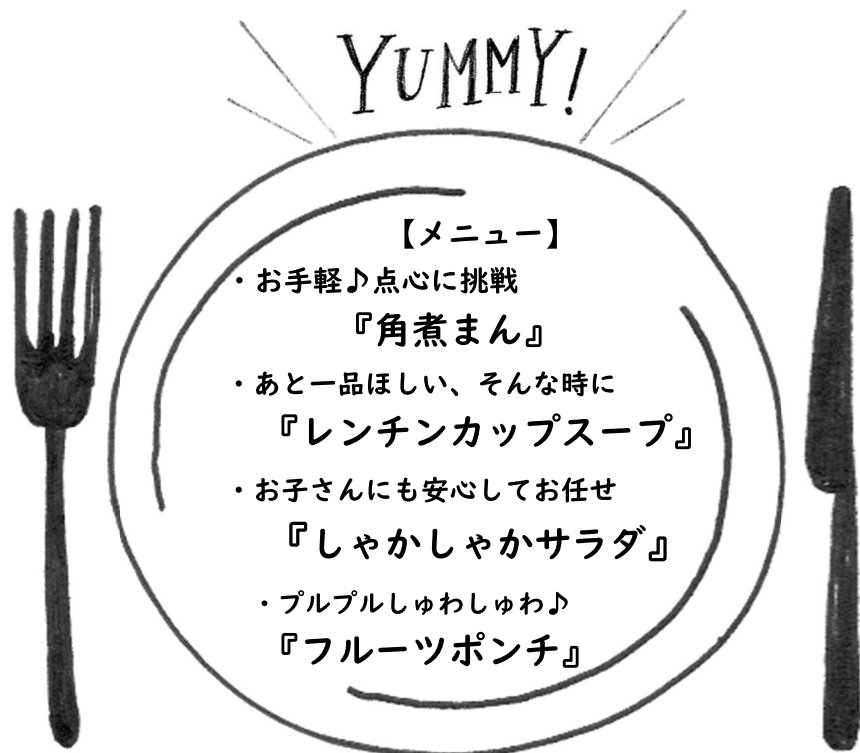 YUMMY!
【メニュー】
・お手軽♪点心に挑戦
『角煮まん』
・あと一品ほしい、そんな時に
『レンチンカップスープ』
・お子さんにも安心してお任せ
『しゃかしゃかサラダ』
・プルプルしゅわしゅわ♪
『フルーツポンチ』